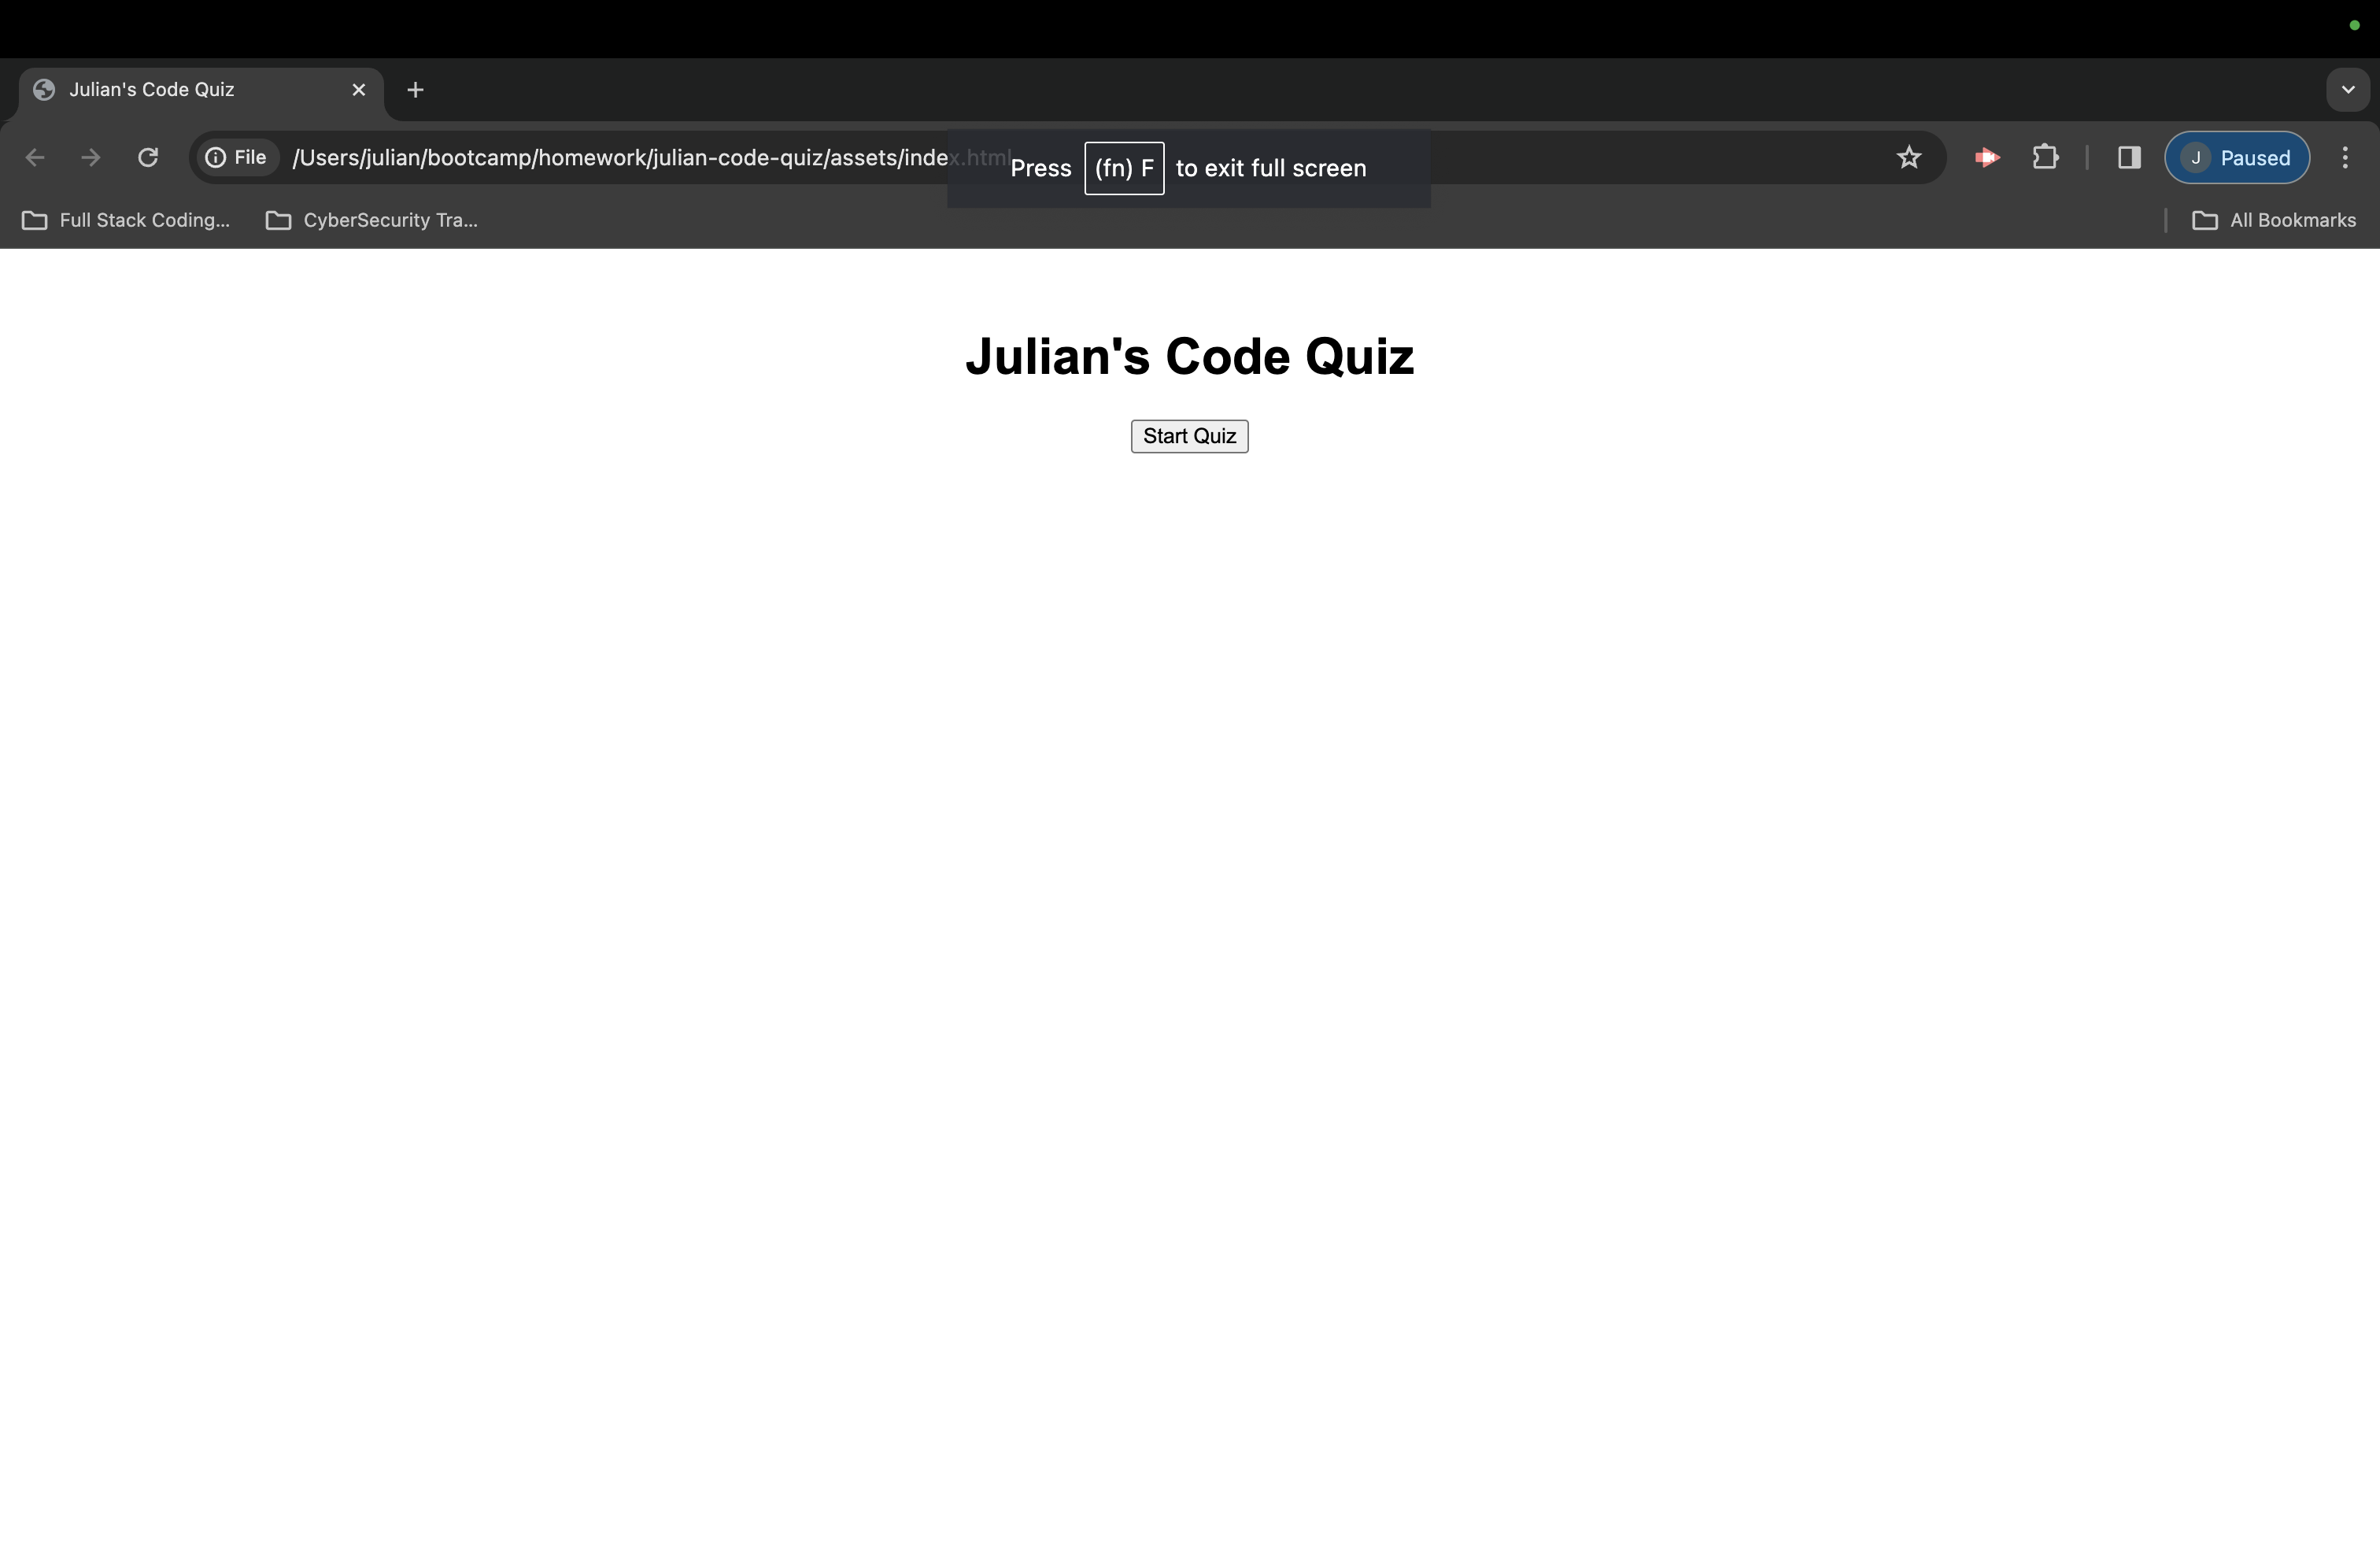 Julian's Code Quiz
File /Users/julian/bootcamp/homework/julian-code-quiz/assets/index.html
Press (fn) F to exit full screen
J Paused
Full Stack Coding...
CyberSecurity Tra...
All Bookmarks
Julian's Code Quiz
Start Quiz